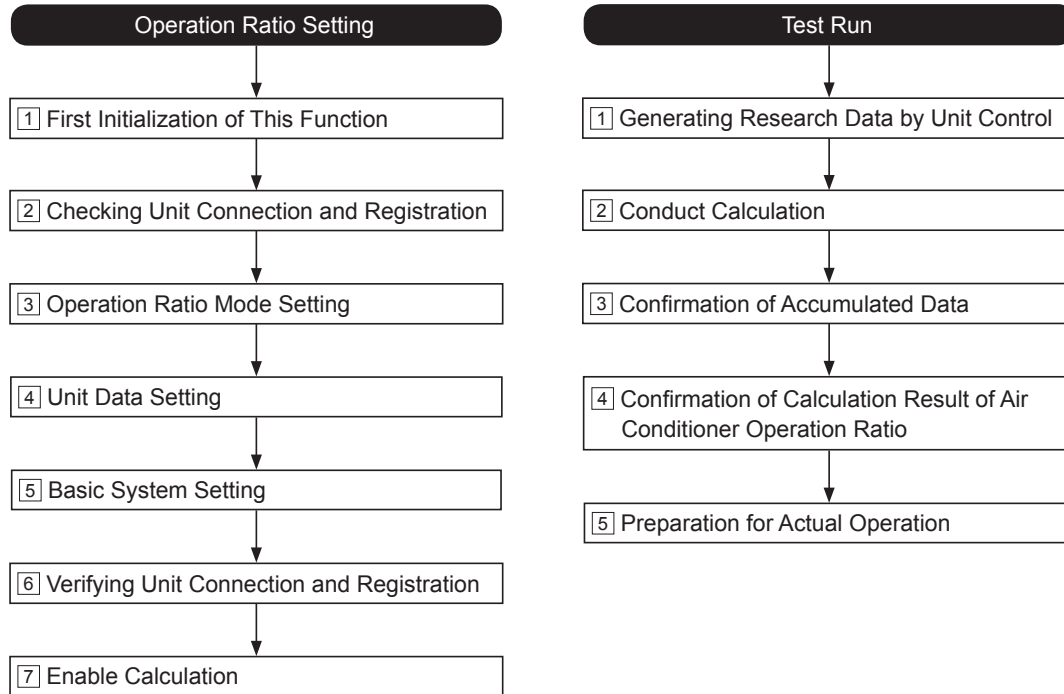 Operation Ratio Setting
1 First Initialization of This Function
2 Checking Unit Connection and Registration
3 Operation Ratio Mode Setting
4 Unit Data Setting
5 Basic System Setting
6 Verifying Unit Connection and Registration
7 Enable Calculation
Test Run
1 Generating Research Data by Unit Control
2 Conduct Calculation
3 Confirmation of Accumulated Data
4 Confirmation of Calculation Result of Air
Conditioner Operation Ratio
5 Preparation for Actual Operation